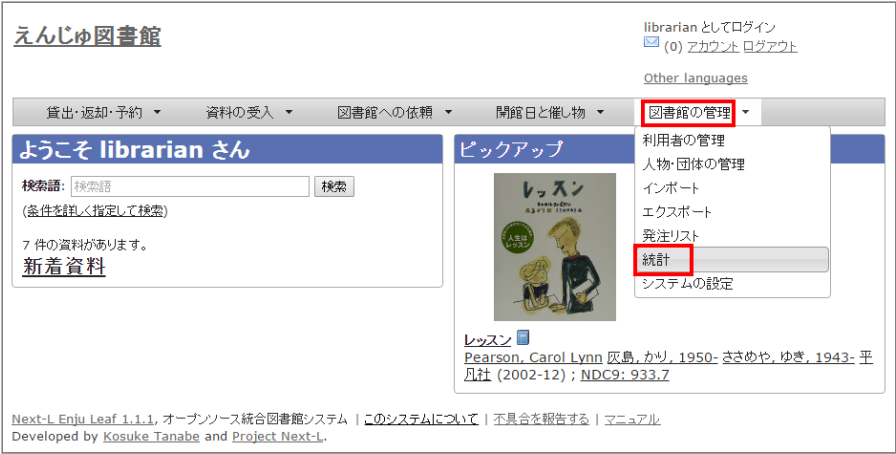 えんじゅ図書館
librarian としてログイン
(0) アカウント ログアウト
Other languages
貸出・返却・予約 ▼ 資料の受入 ▼ 図書館への依頼 ▼ 開館日と催し物 ▼ 図書館の管理 ▼
利用者の管理
人物・団体の管理
インポート
エクスポート
発注リスト
統計
システムの設定
ようこそ librarian さん
検索語: 検索語 検索
(条件を詳しく指定して検索)
7 件の資料があります。
新着資料
ピックアップ
レッスン
人生は
レッスン
レッスン
Pearson, Carol Lynn 灰島, かり, 1950- ささめや, ゆき, 1943- 平
凡社 (2002-12) ; NDC9: 933.7
Next-L Enju Leaf 1.1.1, オープンソース統合図書館システム | このシステムについて | 不具合を報告する | マニュアル
Developed by Kosuke Tanabe and Project Next-L.